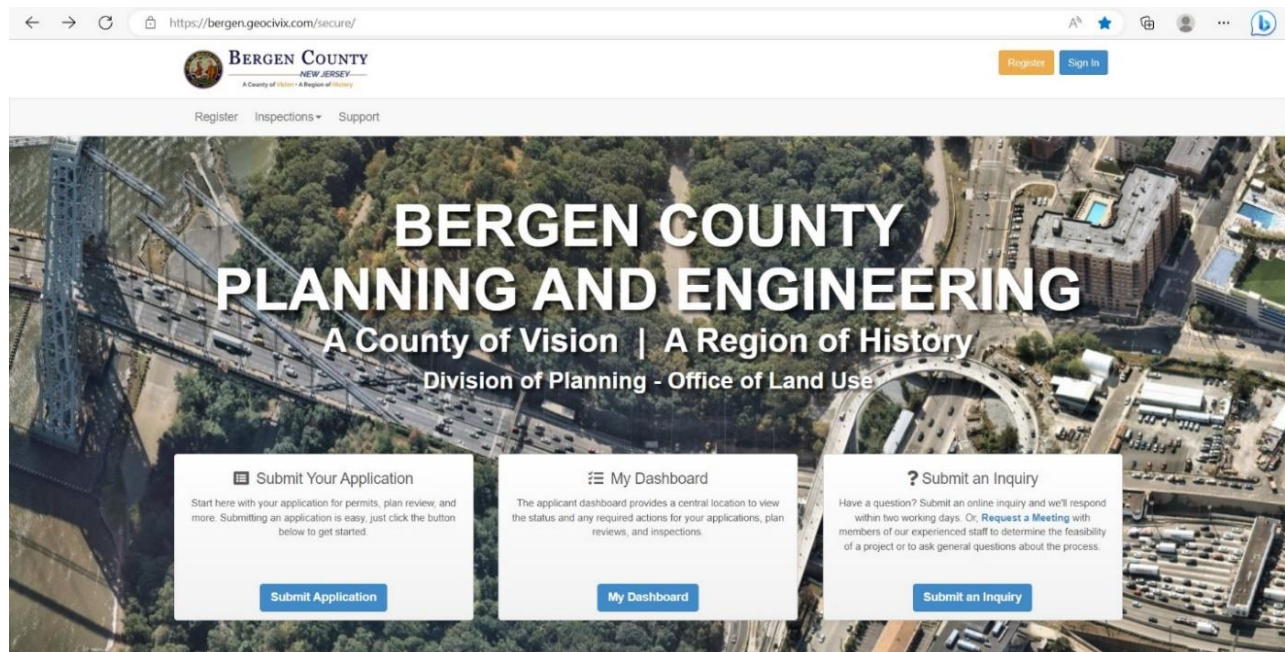 https://bergen.geocivix.com/secure/
BERGEN COUNTY
NEW JERSEY
A County of Vision • A Region of History
Register Sign In
Register Inspections Support
BERGEN COUNTY
PLANNING AND ENGINEERING
A County of Vision | A Region of History
Division of Planning - Office of Land Use
Submit Your Application
Start here with your application for permits, plan review, and
more. Submitting an application is easy, just click the button
below to get started.
Submit Application
My Dashboard
The applicant dashboard provides a central location to view
the status and any required actions for your applications, plan
reviews, and inspections.
My Dashboard
? Submit an Inquiry
Have a question? Submit an online inquiry and we'll respond
within two working days. Or, Request a Meeting with
members of our experienced staff to determine the feasibility
of a project or to ask general questions about the process.
Submit an Inquiry